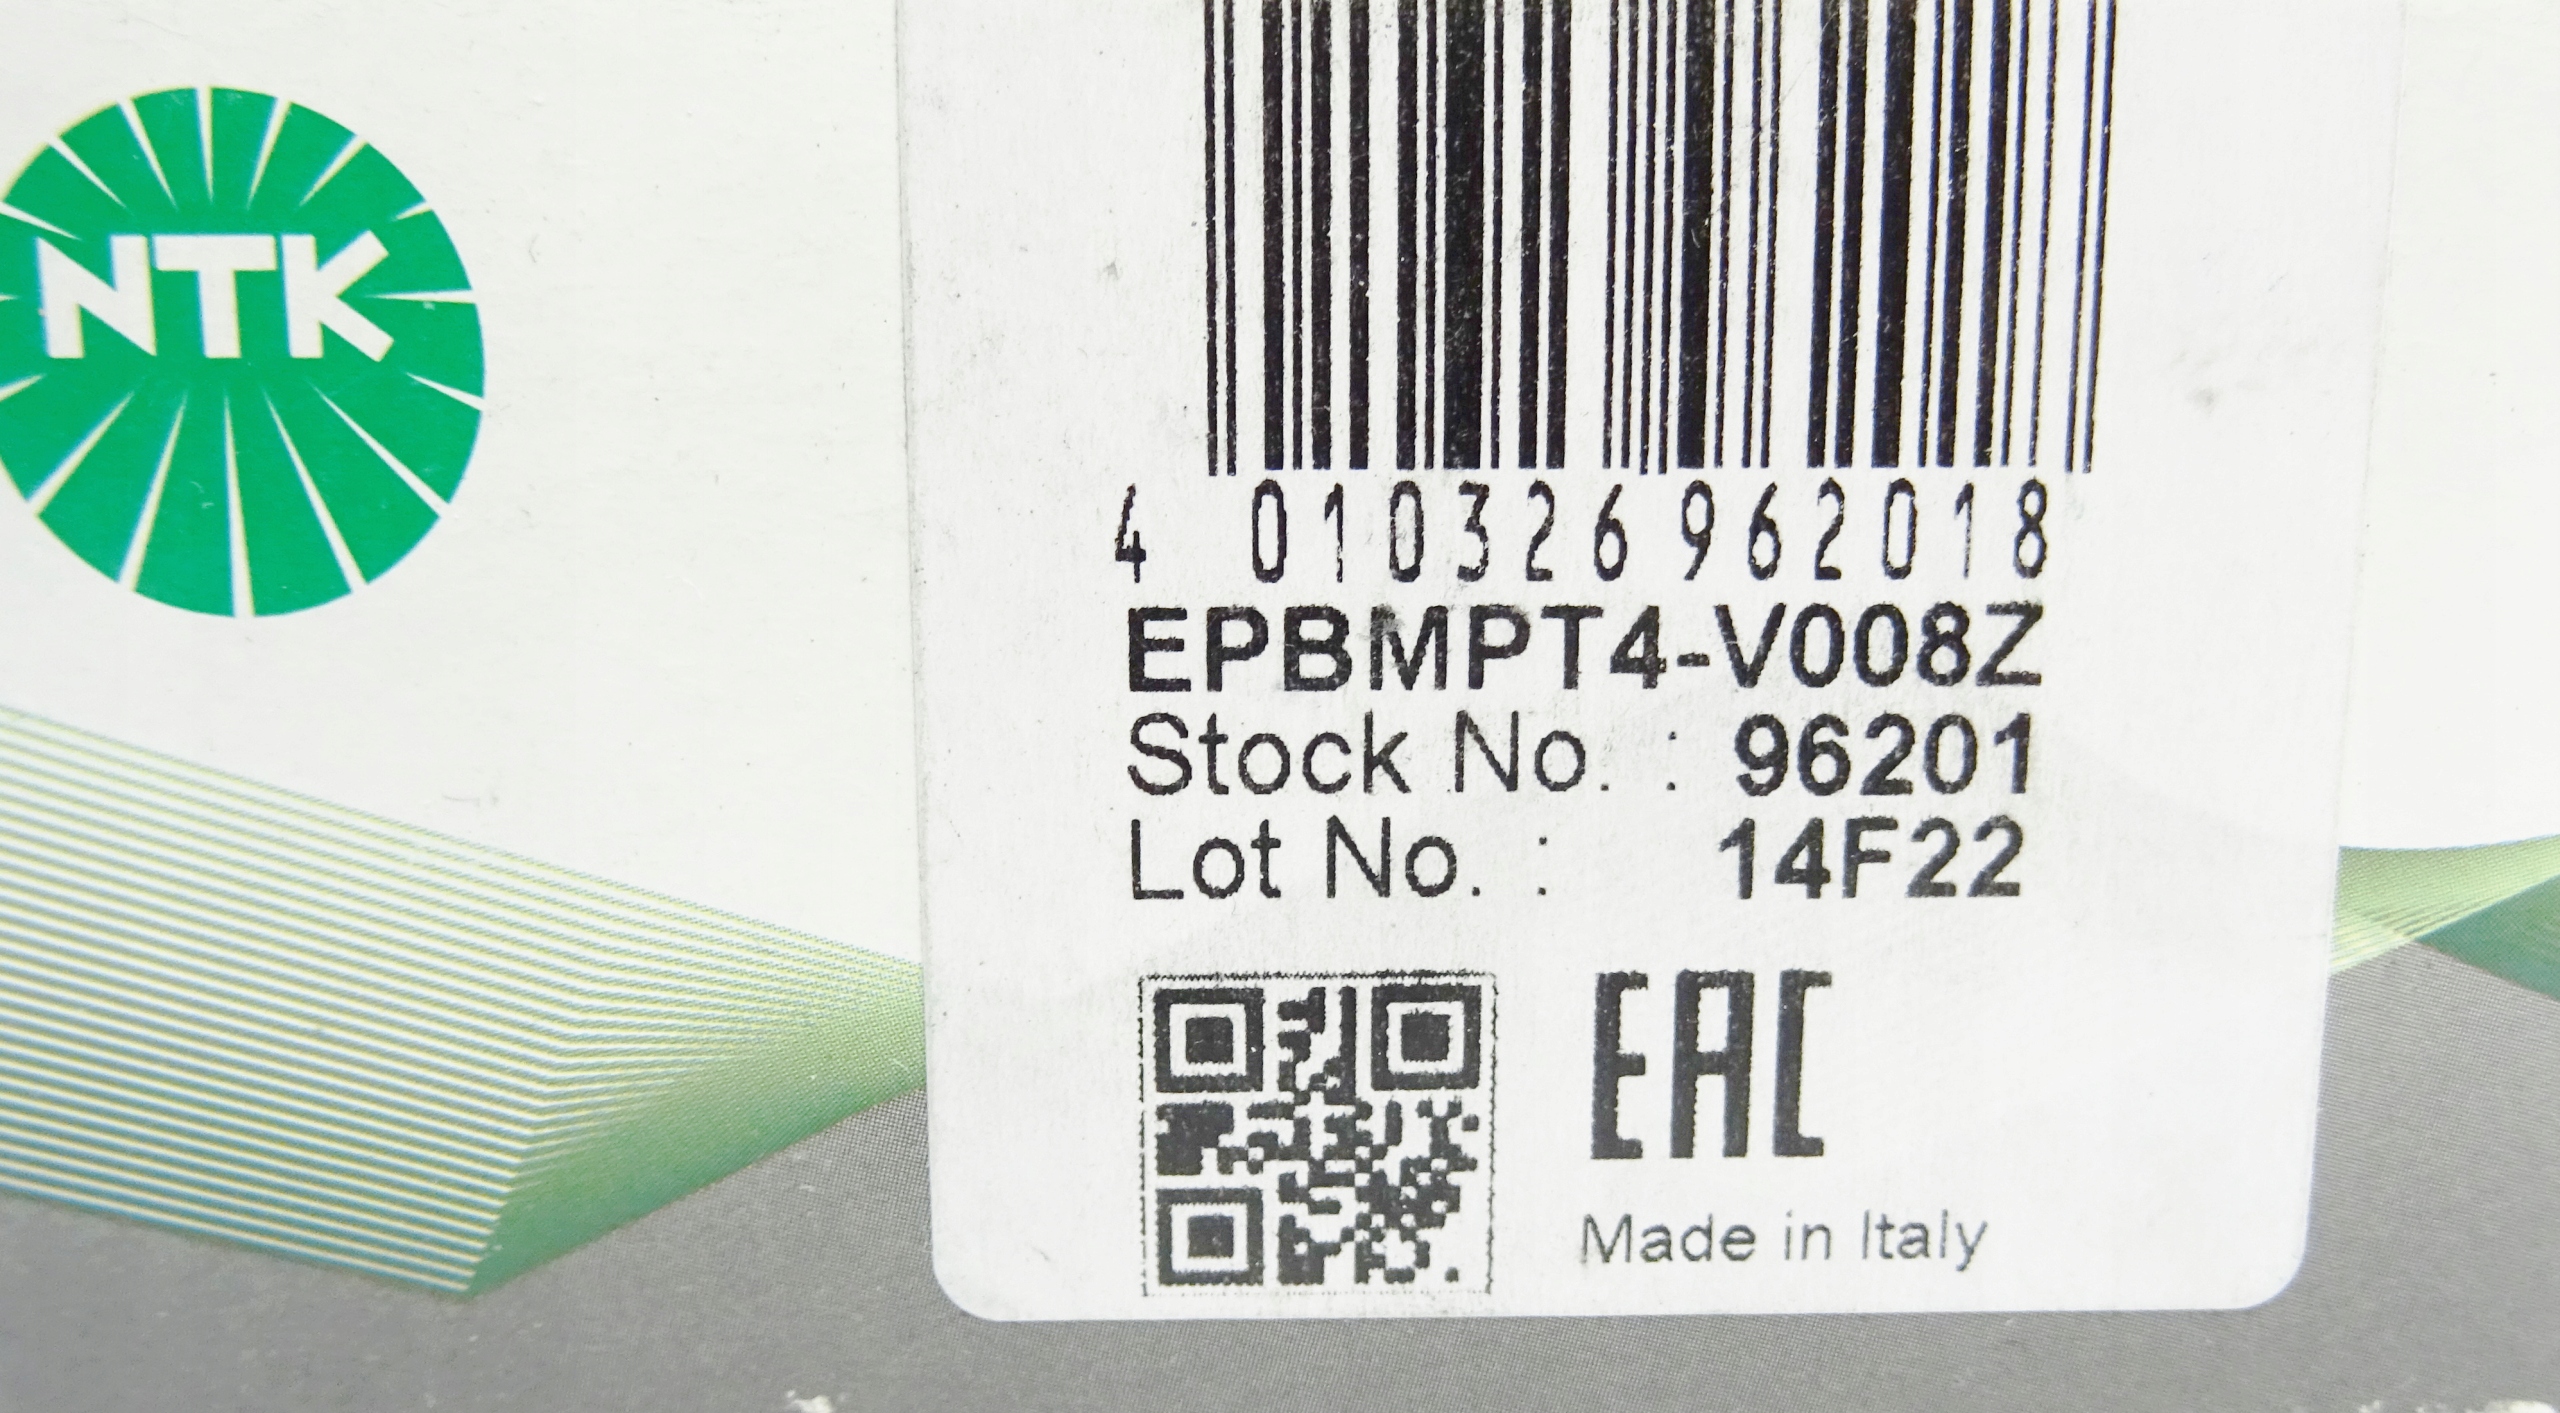 NTK
4 010326 962018
EPBMPT4-V008Z
Stock No. : 96201
Lot No. : 14F22
EAC
Made in Italy